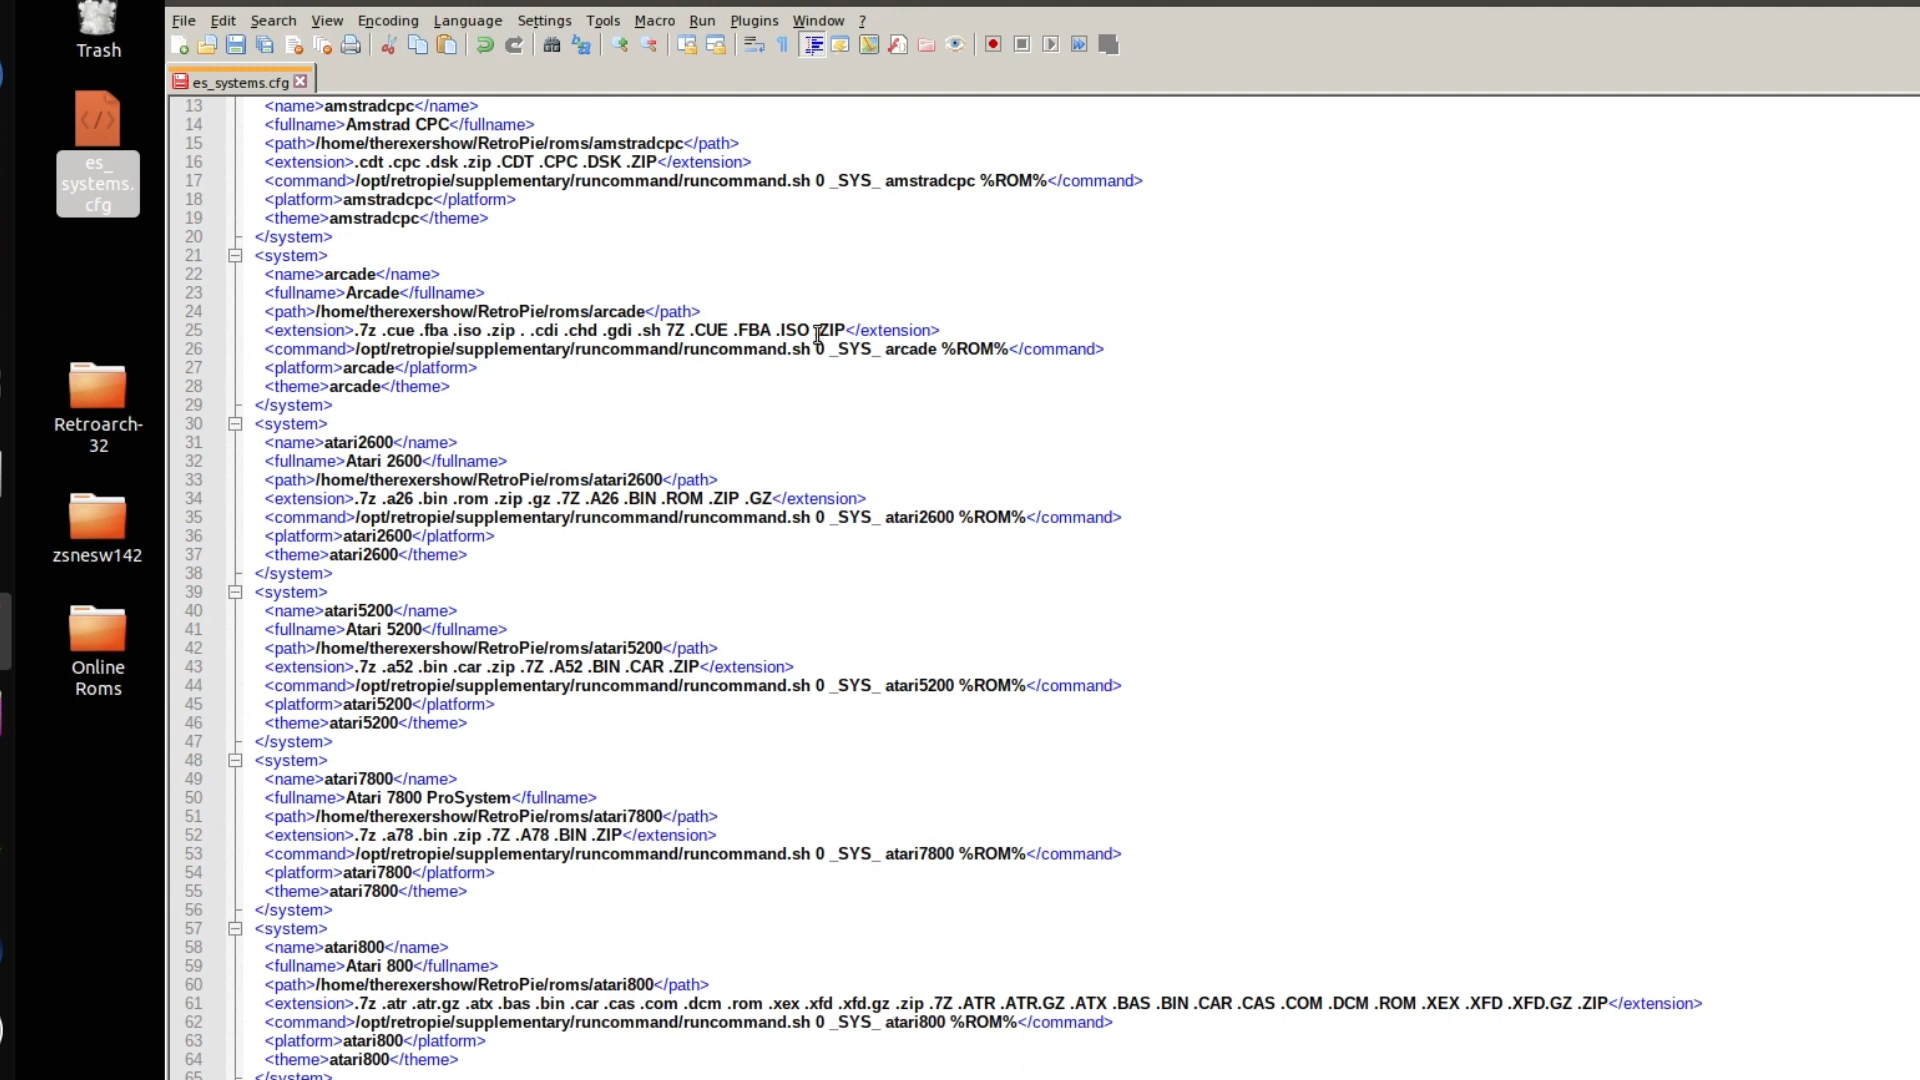 File Edit Search View Encoding Language Settings Tools Macro Run Plugins Window ?
Trash
es_systems.cfg
es_
systems.
cfg
Retroarch-
32
zsnesw142
Online
Roms
13 <name>amstradcpc</name>
14 <fullname>Amstrad CPC</fullname>
15 <path>/home/therexershow/RetroPie/roms/amstradcpc</path>
16 <extension>.cdt .cpc .dsk .zip .CDT .CPC .DSK .ZIP</extension>
17 <command>/opt/retropie/supplementary/runcommand/runcommand.sh 0 _SYS_ amstradcpc %ROM%</command>
18 <platform>amstradcpc</platform>
19 <theme>amstradcpc</theme>
20 </system>
21 <system>
22 <name>arcade</name>
23 <fullname>Arcade</fullname>
24 <path>/home/therexershow/RetroPie/roms/arcade</path>
25 <extension>.7z .cue .fba .iso .zip . .cdi .chd .gdi .sh 7Z .CUE .FBA .ISO .ZIP</extension>
26 <command>/opt/retropie/supplementary/runcommand/runcommand.sh 0 _SYS_ arcade %ROM%</command>
27 <platform>arcade</platform>
28 <theme>arcade</theme>
29 </system>
30 <system>
31 <name>atari2600</name>
32 <fullname>Atari 2600</fullname>
33 <path>/home/therexershow/RetroPie/roms/atari2600</path>
34 <extension>.7z .a26 .bin .rom .zip .gz .7Z .A26 .BIN .ROM .ZIP .GZ</extension>
35 <command>/opt/retropie/supplementary/runcommand/runcommand.sh 0 _SYS_ atari2600 %ROM%</command>
36 <platform>atari2600</platform>
37 <theme>atari2600</theme>
38 </system>
39 <system>
40 <name>atari5200</name>
41 <fullname>Atari 5200</fullname>
42 <path>/home/therexershow/RetroPie/roms/atari5200</path>
43 <extension>.7z .a52 .bin .car .zip .7Z .A52 .BIN .CAR .ZIP</extension>
44 <command>/opt/retropie/supplementary/runcommand/runcommand.sh 0 _SYS_ atari5200 %ROM%</command>
45 <platform>atari5200</platform>
46 <theme>atari5200</theme>
47 </system>
48 <system>
49 <name>atari7800</name>
50 <fullname>Atari 7800 ProSystem</fullname>
51 <path>/home/therexershow/RetroPie/roms/atari7800</path>
52 <extension>.7z .a78 .bin .zip .7Z .A78 .BIN .ZIP</extension>
53 <command>/opt/retropie/supplementary/runcommand/runcommand.sh 0 _SYS_ atari7800 %ROM%</command>
54 <platform>atari7800</platform>
55 <theme>atari7800</theme>
56 </system>
57 <system>
58 <name>atari800</name>
59 <fullname>Atari 800</fullname>
60 <path>/home/therexershow/RetroPie/roms/atari800</path>
61 <extension>.7z .atr .atr.gz .atx .bas .bin .car .cas .com .dcm .rom .xex .xfd .xfd.gz .zip .7Z .ATR .ATR.GZ .ATX .BAS .BIN .CAR .CAS .COM .DCM .ROM .XEX .XFD .XFD.GZ .ZIP</extension>
62 <command>/opt/retropie/supplementary/runcommand/runcommand.sh 0 _SYS_ atari800 %ROM%</command>
63 <platform>atari800</platform>
64 <theme>atari800</theme>
65 </system>